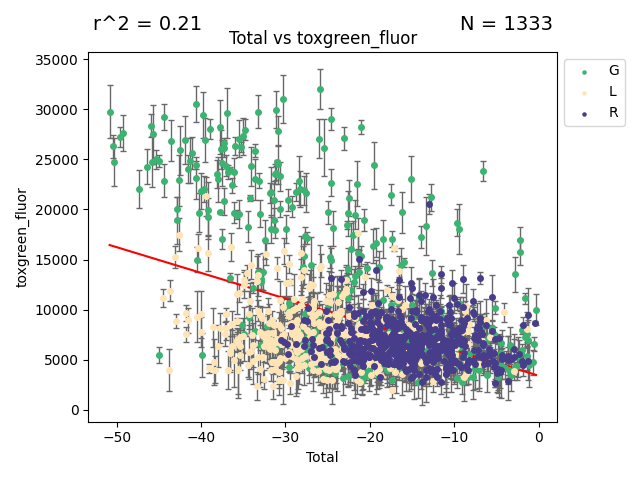 r^2 = 0.21
N = 1333
Total vs toxgreen_fluor
35000
30000
25000
20000
15000
10000
5000
0
toxgreen_fluor
−50
−40
−30
−20
−10
0
Total
G
L
R